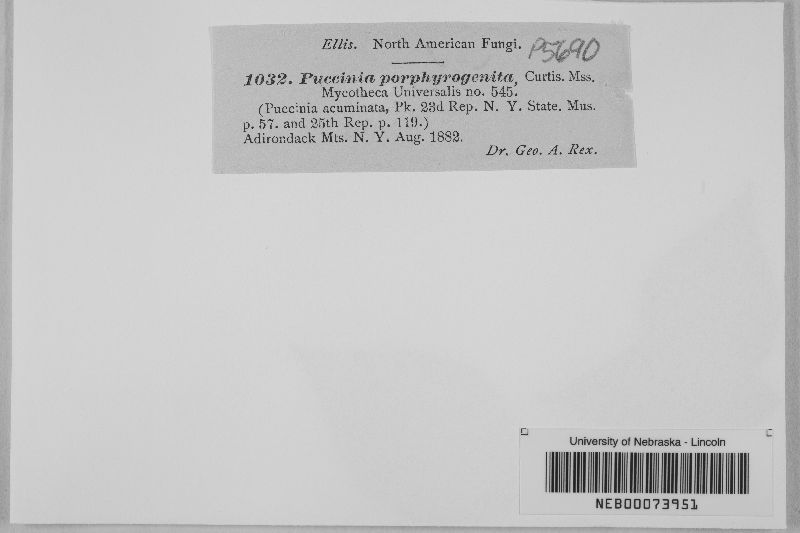 Ellis. North American Fungi. P5690
1032. Puccinia porphyrogenita, Curtis. Mss.
Mycotheca Universalis no. 545.
(Puccinia acuminata, Pk. 23d Rep. N. Y. State. Mus.
p. 57. and 25th Rep. p. 119.)
Adirondack Mts. N. Y. Aug. 1882.
Dr. Geo. A. Rex.
University of Nebraska - Lincoln
NEB00073951